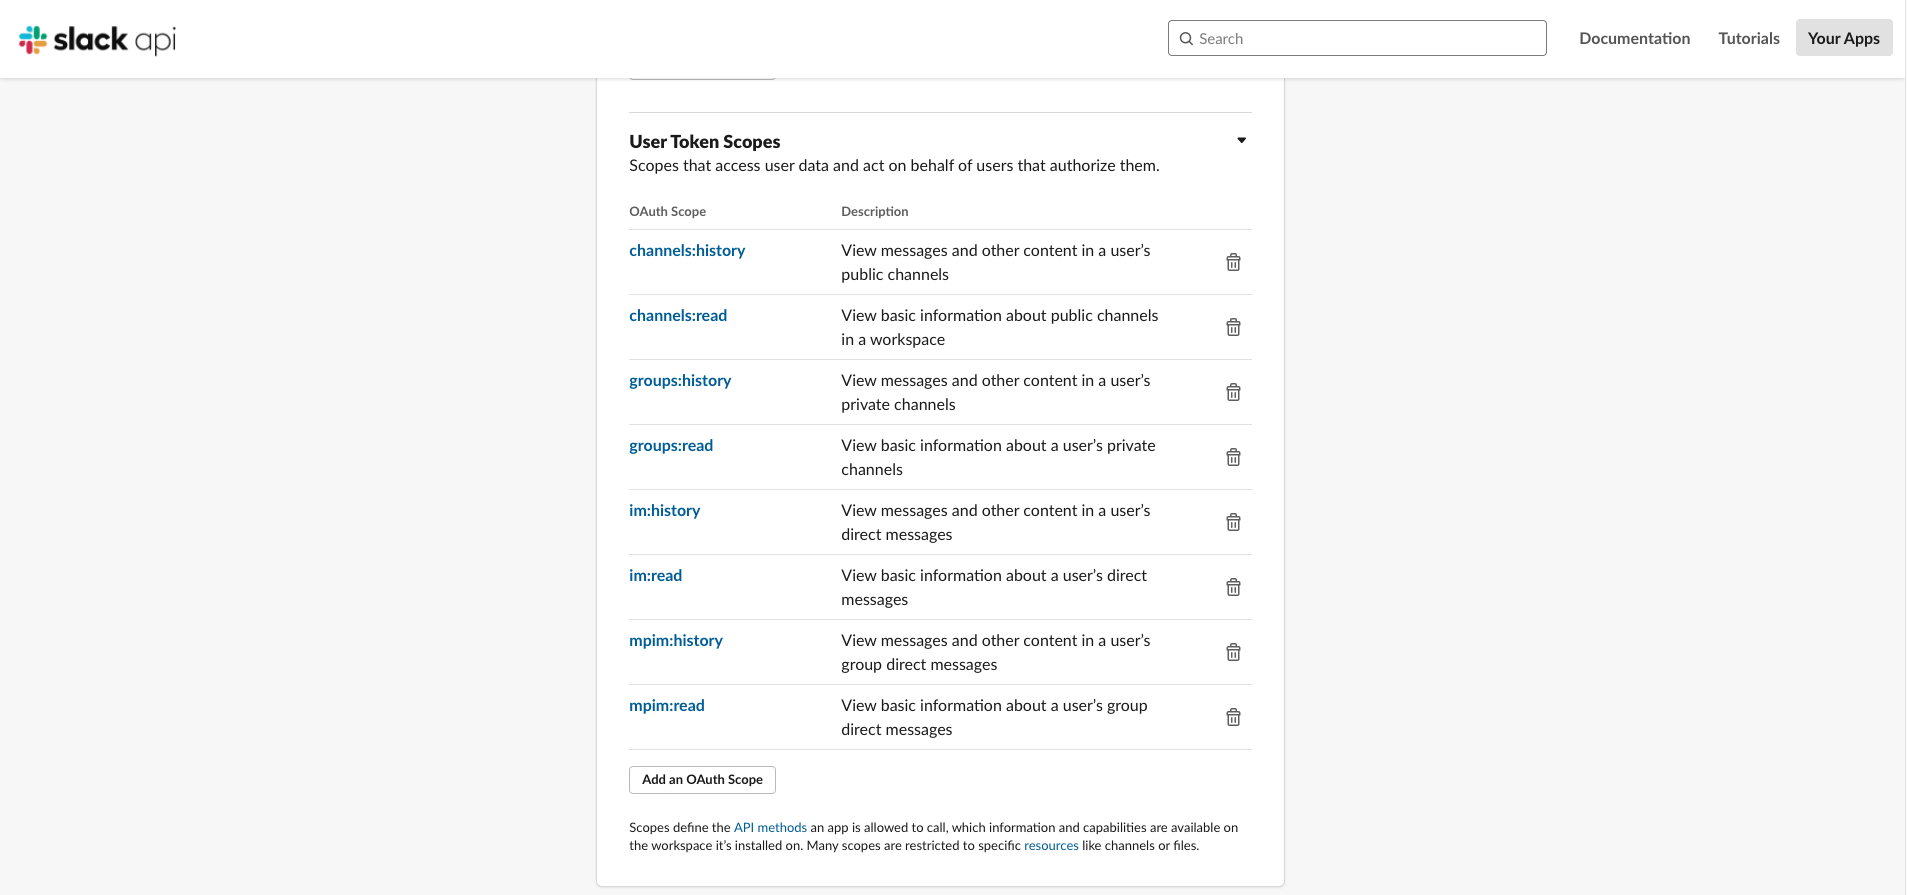 slack api
Search
Documentation
Tutorials
Your Apps
User Token Scopes
Scopes that access user data and act on behalf of users that authorize them.
OAuth Scope
Description
channels:history
View messages and other content in a user’s
public channels
channels:read
View basic information about public channels
in a workspace
groups:history
View messages and other content in a user’s
private channels
groups:read
View basic information about a user’s private
channels
im:history
View messages and other content in a user’s
direct messages
im:read
View basic information about a user’s direct
messages
mpim:history
View messages and other content in a user’s
group direct messages
mpim:read
View basic information about a user’s group
direct messages
Add an OAuth Scope
Scopes define the API methods an app is allowed to call, which information and capabilities are available on
the workspace it’s installed on. Many scopes are restricted to specific resources like channels or files.